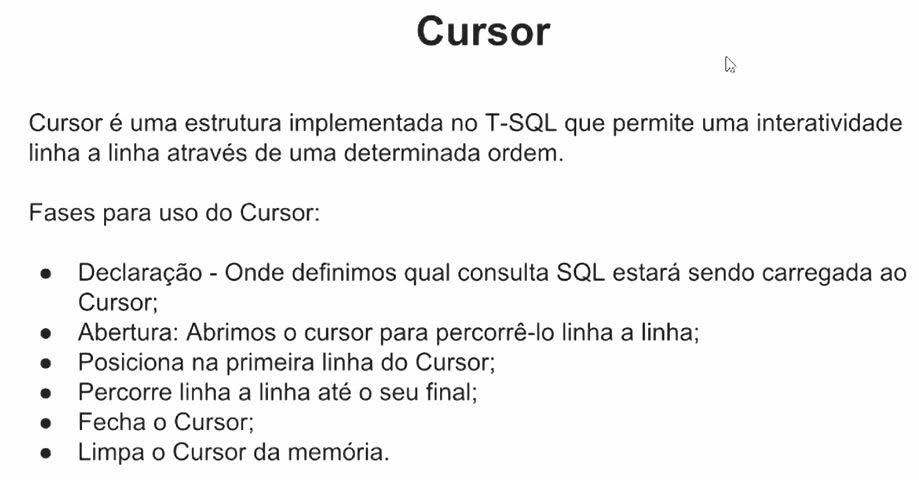 Cursor
Cursor é uma estrutura implementada no T-SQL que permite uma interatividade
linha a linha através de uma determinada ordem.
Fases para uso do Cursor:
● Declaração - Onde definimos qual consulta SQL estará sendo carregada ao
Cursor;
● Abertura: Abrimos o cursor para percorrê-lo linha a linha;
● Posiciona na primeira linha do Cursor;
● Percorre linha a linha até o seu final;
● Fecha o Cursor;
● Limpa o Cursor da memória.